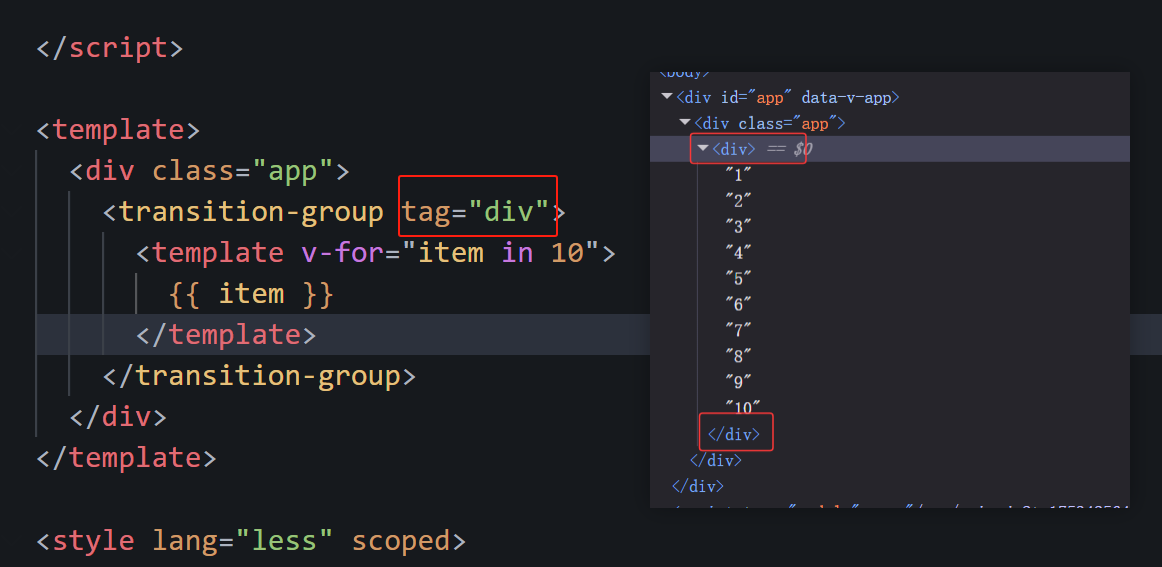 </script>
<template>
<div class="app">
<transition-group tag="div">
<template v-for="item in 10">
{{ item }}
</template>
</transition-group>
</div>
</template>
<style lang="less" scoped>
<body>
<div id="app" data-v-app>
<div class="app">
<div> == $0
"1"
"2"
"3"
"4"
"5"
"6"
"7"
"8"
"9"
"10"
</div>
</div>
</div>